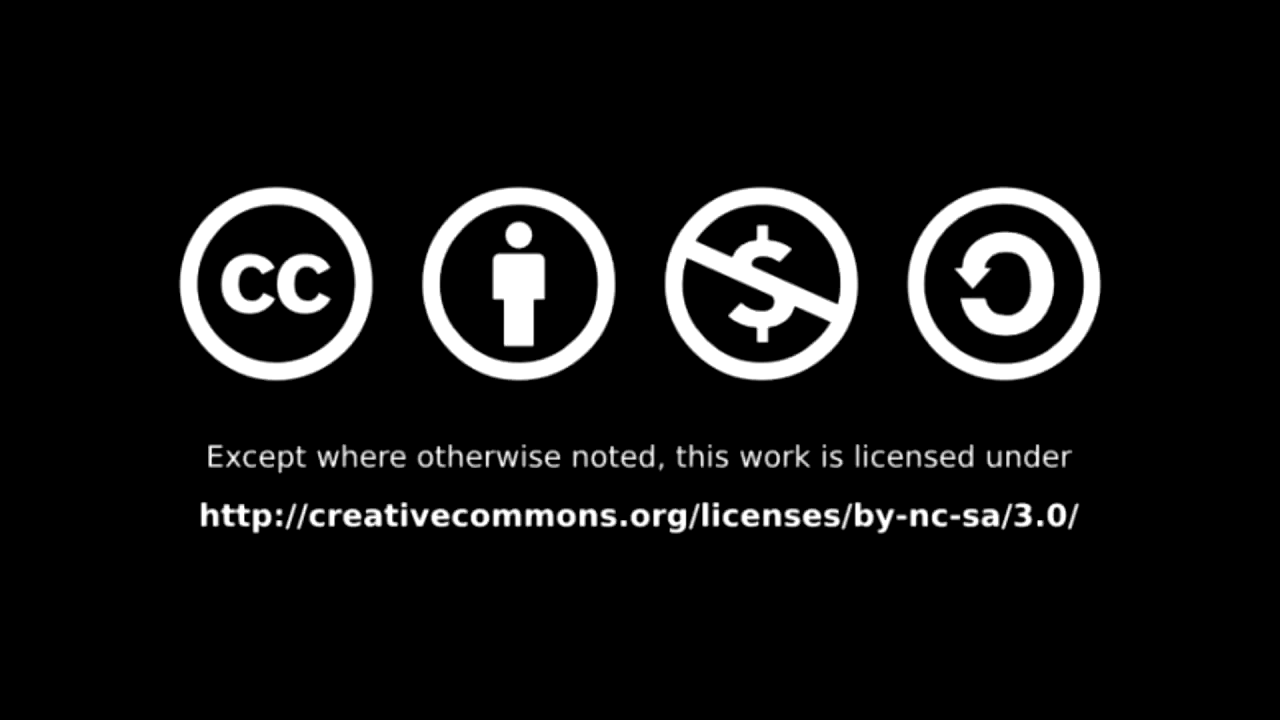 cc
Except where otherwise noted, this work is licensed under
http://creativecommons.org/licenses/by-nc-sa/3.0/